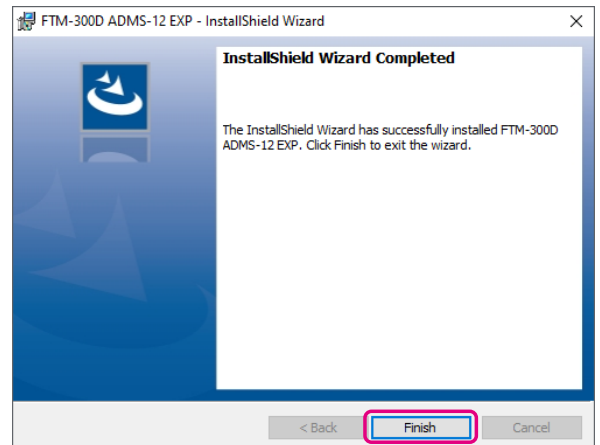 FTM-300D ADMS-12 EXP - InstallShield Wizard
InstallShield Wizard Completed
The InstallShield Wizard has successfully installed FTM-300D
ADMS-12 EXP. Click Finish to exit the wizard.
< Back
Finish
Cancel